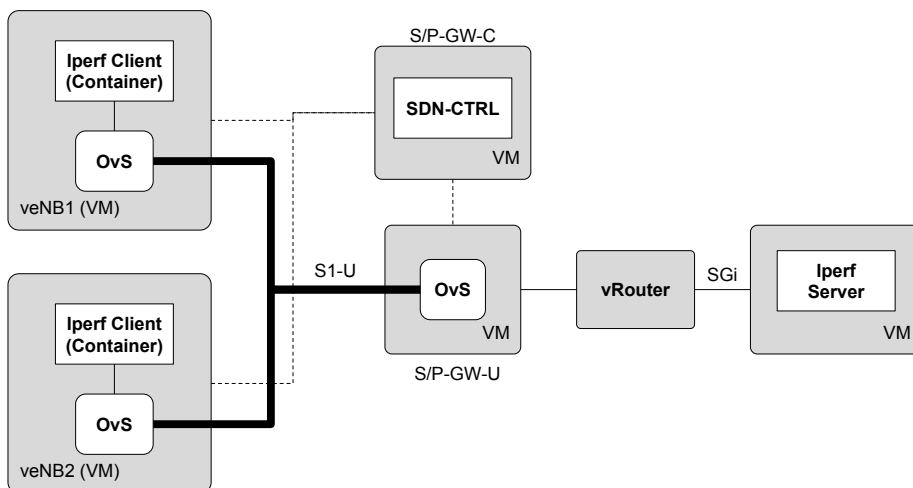 Iperf Client
(Container)
OvS
veNB1 (VM)
S/P-GW-C
SDN-CTRL
VM
S1-U
OvS
VM
S/P-GW-U
vRouter
SGi
Iperf
Server
VM
Iperf Client
(Container)
OvS
veNB2 (VM)